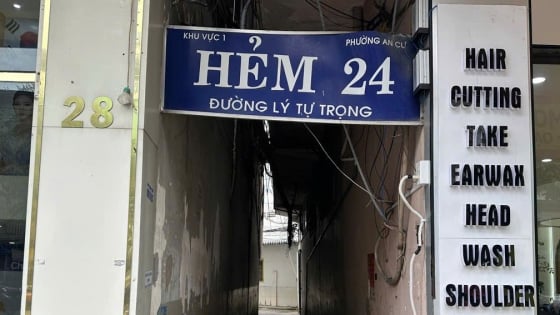 KHU VỰC 1
PHƯỜNG AN CƯ
HẺM 24
ĐƯỜNG LÝ TỰ TRỌNG
28
HAIR
CUTTING
TAKE
EARWAX
HEAD
WASH
SHOULDER